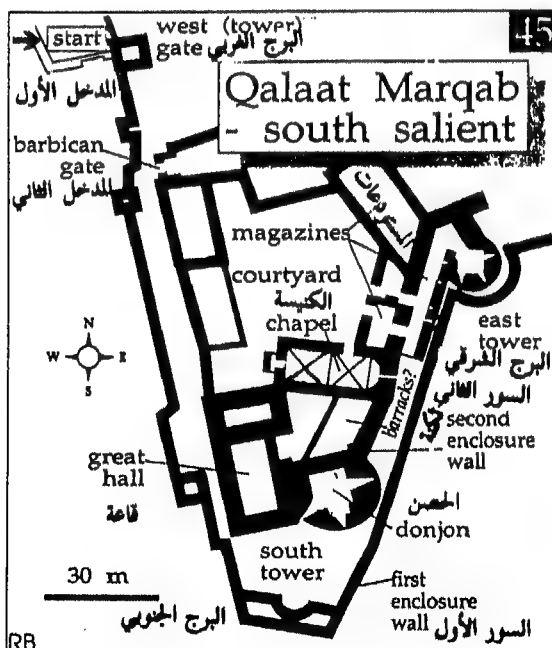 start
west (tower)
gate البرج الغربي
45
المدخل الأول
Qalaat Marqab
- south salient
barbican
gate
المدخل الثاني
المستودعات
magazines
courtyard
الكنيسة
chapel
east
tower
البرج الشرقي
السور الثاني
N
W E
S
barracks?
ثكنة
second
enclosure
wall
great
hall
قاعة
الحصن
donjon
south
tower
30 m
first
enclosure
wall السور الأول
البرج الجنوبي
RB